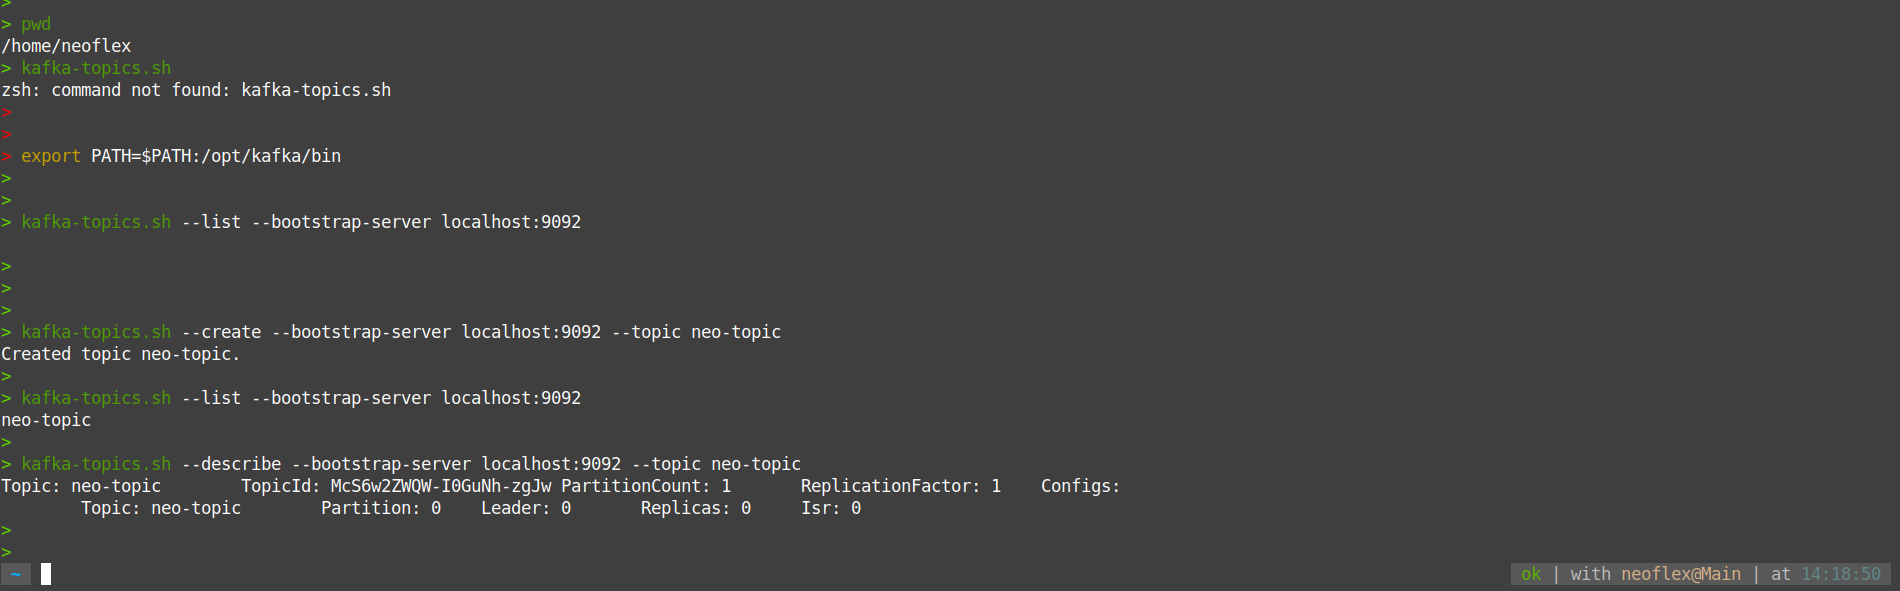 >
> pwd
/home/neoflex
> kafka-topics.sh
zsh: command not found: kafka-topics.sh
>
>
> export PATH=$PATH:/opt/kafka/bin
>
>
> kafka-topics.sh --list --bootstrap-server localhost:9092
>
>
>
> kafka-topics.sh --create --bootstrap-server localhost:9092 --topic neo-topic
Created topic neo-topic.
>
> kafka-topics.sh --list --bootstrap-server localhost:9092
neo-topic
>
> kafka-topics.sh --describe --bootstrap-server localhost:9092 --topic neo-topic
Topic: neo-topic TopicId: McS6w2ZWQW-I0GuNh-zgJw PartitionCount: 1 ReplicationFactor: 1 Configs:
Topic: neo-topic Partition: 0 Leader: 0 Replicas: 0 Isr: 0
>
>
~ ok | with neoflex@Main | at 14:18:50